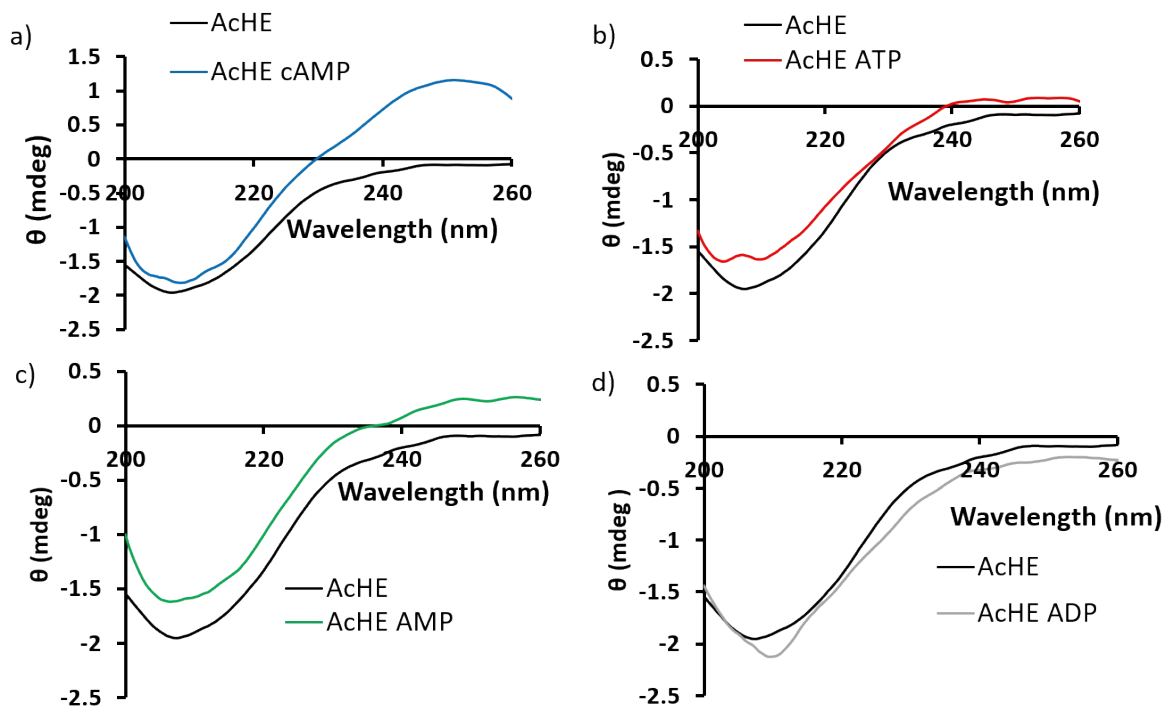 a)
AcHE
AcHE cAMP
1.5
1
0.5
0
-0.5
-1
-1.5
-2
-2.5
200
220
240
260
θ (mdeg)
Wavelength (nm)
b)
AcHE
AcHE ATP
0.5
0
-0.5
-1
-1.5
-2
-2.5
200
220
240
260
θ (mdeg)
Wavelength (nm)
c)
0.5
0
-0.5
-1
-1.5
-2
-2.5
200
220
240
260
θ (mdeg)
Wavelength (nm)
AcHE
AcHE AMP
d)
0.5
0
-0.5
-1
-1.5
-2
-2.5
200
220
240
260
θ (mdeg )
Wavelength (nm)
AcHE
AcHE ADP